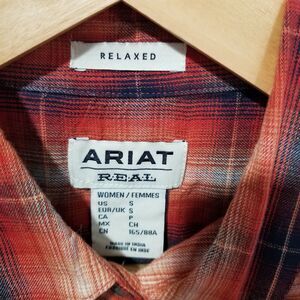 RELAXED
ARIAT
REAL
WOMEN / FEMMES
US S
EUR/UK S
CA P
MX CH
CN 165/88A
MADE IN INDIA
FABRIQUÉ EN INDE